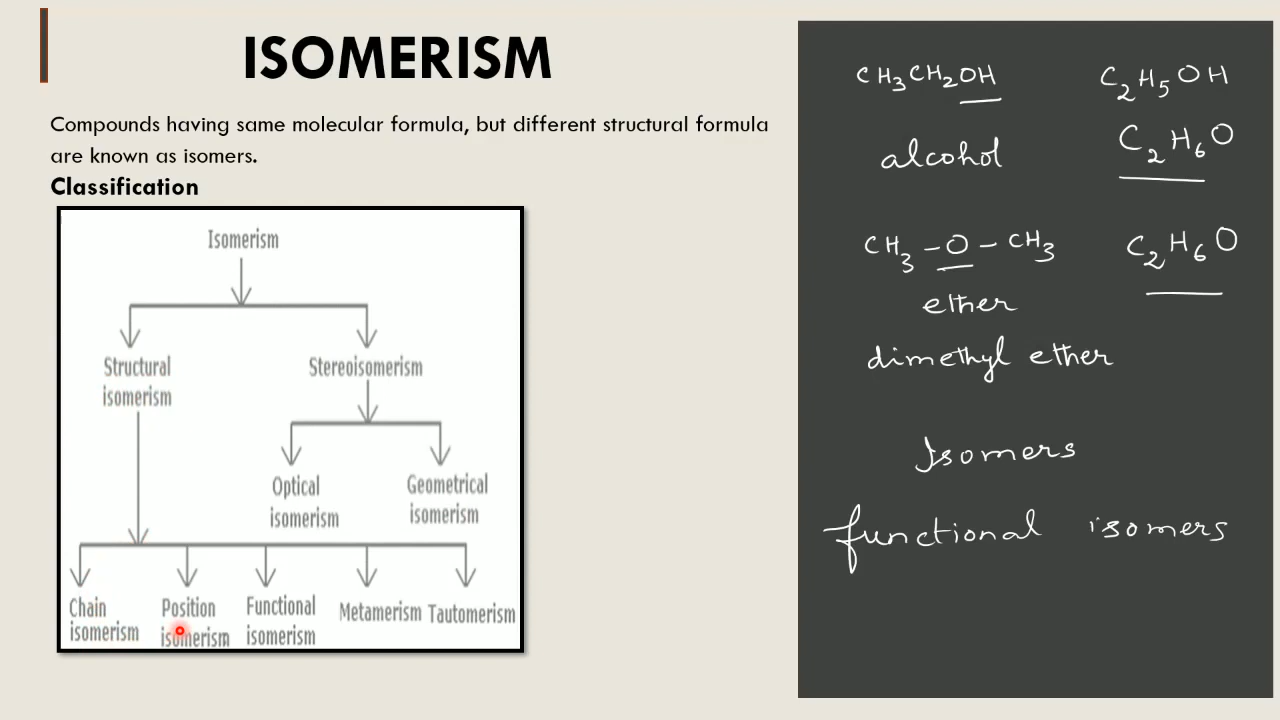 ISOMERISM
Compounds having same molecular formula, but different structural formula
are known as isomers.
Classification
Isomerism
Structural
isomerism
Stereoisomerism
Optical
isomerism
Geometrical
isomerism
Chain
isomerism
Position
isomerism
Functional
isomerism
Metamerism
Tautomerism
CH₃CH₂OH
C₂H₅OH
alcohol
C₂H₆O
CH₃-O-CH₃
C₂H₆O
ether
dimethyl ether
Isomers
functional isomers